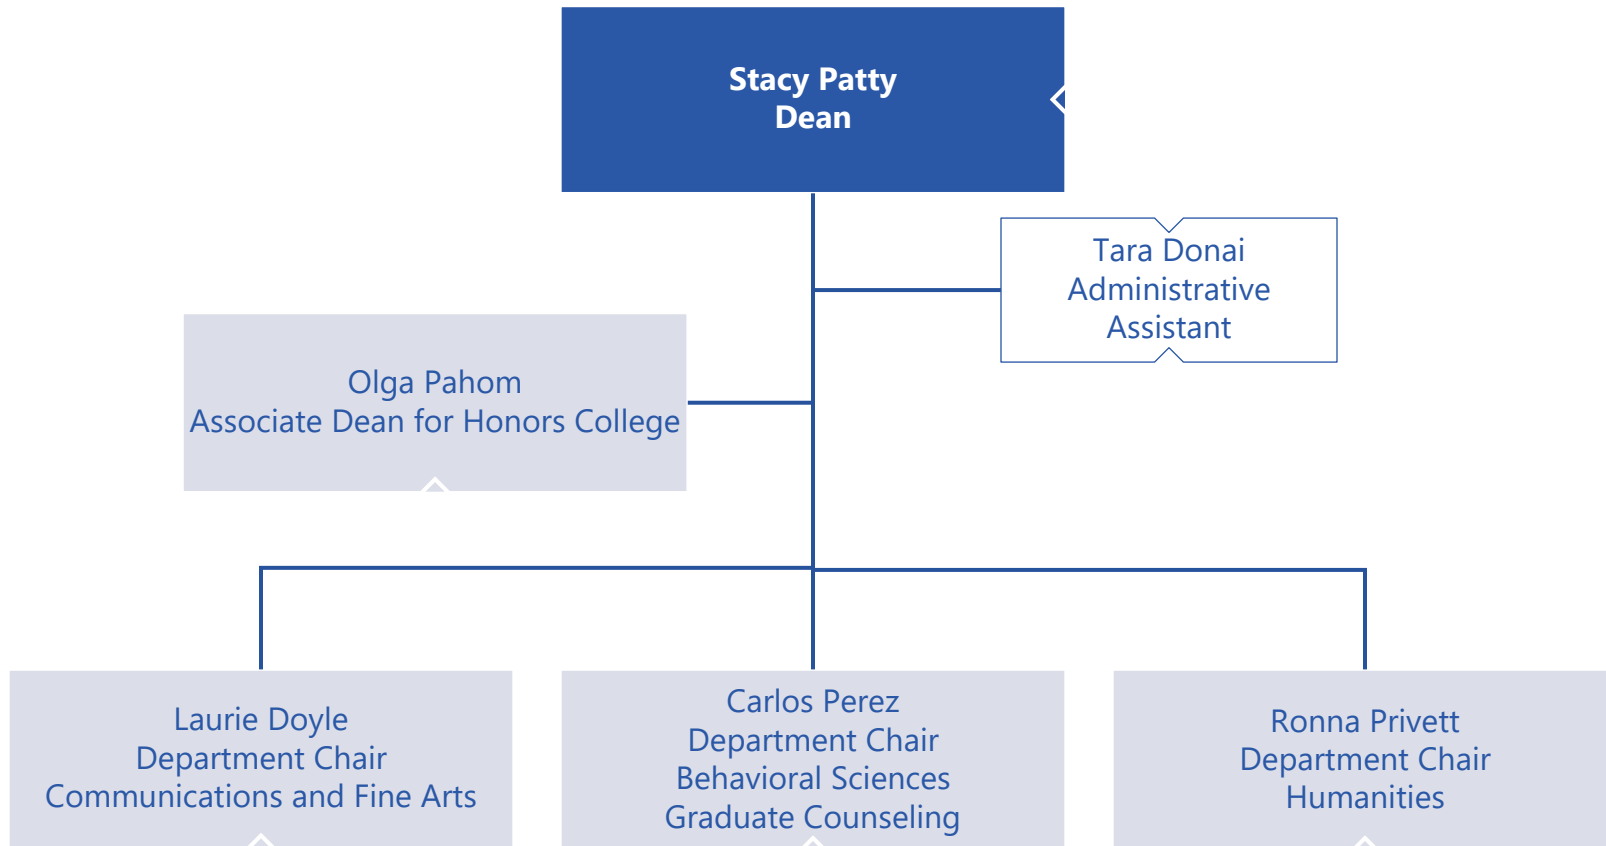 Stacy Patty
Dean
Tara Donai
Administrative
Assistant
Olga Pahom
Associate Dean for Honors College
Laurie Doyle
Department Chair
Communications and Fine Arts
Carlos Perez
Department Chair
Behavioral Sciences
Graduate Counseling
Ronna Privett
Department Chair
Humanities